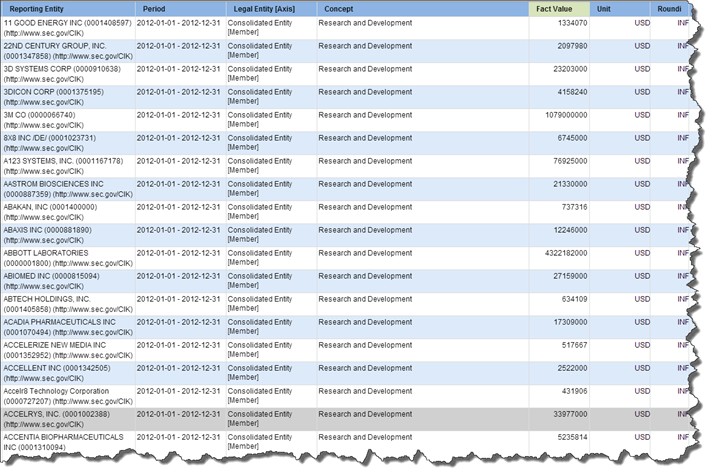 Reporting Entity Period Legal Entity [Axis] Concept Fact Value Unit Roundi
11 GOOD ENERGY INC (0001408597) 2012-01-01 - 2012-12-31 Consolidated Entity Research and Development 1334070 USD INF
(http://www.sec.gov/CIK) [Member]
22ND CENTURY GROUP, INC. 2012-01-01 - 2012-12-31 Consolidated Entity Research and Development 2097980 USD INF
(0001347858) (http://www.sec.gov/CIK) [Member]
3D SYSTEMS CORP (0000910638) 2012-01-01 - 2012-12-31 Consolidated Entity Research and Development 23203000 USD INF
(http://www.sec.gov/CIK) [Member]
3DICON CORP (0001375195) 2012-01-01 - 2012-12-31 Consolidated Entity Research and Development 4158240 USD INF
(http://www.sec.gov/CIK) [Member]
3M CO (0000066740) 2012-01-01 - 2012-12-31 Consolidated Entity Research and Development 1079000000 USD INF
(http://www.sec.gov/CIK) [Member]
8X8 INC /DE/ (0001023731) 2012-01-01 - 2012-12-31 Consolidated Entity Research and Development 6745000 USD INF
(http://www.sec.gov/CIK) [Member]
A123 SYSTEMS, INC. (0001167178) 2012-01-01 - 2012-12-31 Consolidated Entity Research and Development 76925000 USD INF
(http://www.sec.gov/CIK) [Member]
AASTROM BIOSCIENCES INC 2012-01-01 - 2012-12-31 Consolidated Entity Research and Development 21330000 USD INF
(0000887359) (http://www.sec.gov/CIK) [Member]
ABAKAN, INC (0001400000) 2012-01-01 - 2012-12-31 Consolidated Entity Research and Development 737316 USD INF
(http://www.sec.gov/CIK) [Member]
ABAXIS INC (0000881890) 2012-01-01 - 2012-12-31 Consolidated Entity Research and Development 12246000 USD INF
(http://www.sec.gov/CIK) [Member]
ABBOTT LABORATORIES 2012-01-01 - 2012-12-31 Consolidated Entity Research and Development 4322182000 USD INF
(0000001800) (http://www.sec.gov/CIK) [Member]
ABIOMED INC (0000815094) 2012-01-01 - 2012-12-31 Consolidated Entity Research and Development 27159000 USD INF
(http://www.sec.gov/CIK) [Member]
ABTECH HOLDINGS, INC. 2012-01-01 - 2012-12-31 Consolidated Entity Research and Development 634109 USD INF
(0001405858) (http://www.sec.gov/CIK) [Member]
ACADIA PHARMACEUTICALS INC 2012-01-01 - 2012-12-31 Consolidated Entity Research and Development 17309000 USD INF
(0001070494) (http://www.sec.gov/CIK) [Member]
ACCELERIZE NEW MEDIA INC 2012-01-01 - 2012-12-31 Consolidated Entity Research and Development 517667 USD INF
(0001352952) (http://www.sec.gov/CIK) [Member]
ACCELLENT INC (0001342505) 2012-01-01 - 2012-12-31 Consolidated Entity Research and Development 2522000 USD INF
(http://www.sec.gov/CIK) [Member]
Accelr8 Technology Corporation 2012-01-01 - 2012-12-31 Consolidated Entity Research and Development 431906 USD INF
(0000727207) (http://www.sec.gov/CIK) [Member]
ACCELRYS, INC. (0001002388) 2012-01-01 - 2012-12-31 Consolidated Entity Research and Development 33977000 USD INF
(http://www.sec.gov/CIK) [Member]
ACCENTIA BIOPHARMACEUTICALS 2012-01-01 - 2012-12-31 Consolidated Entity Research and Development 5235814 USD INF
INC (0001310094) [Member]